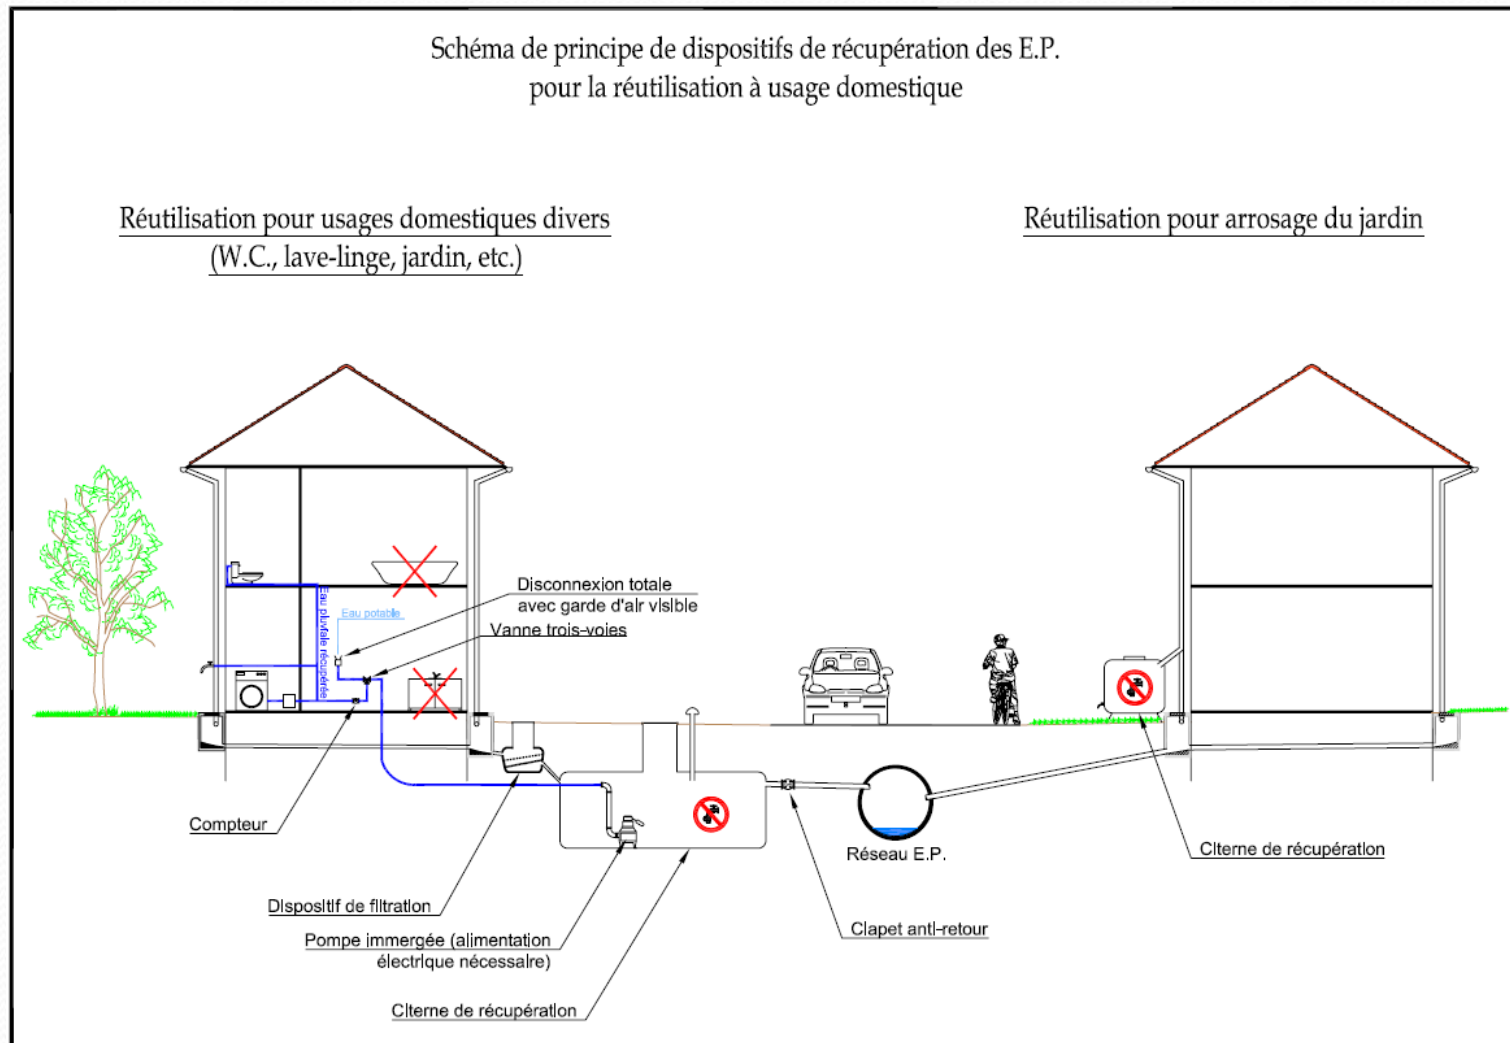 Schéma de principe de dispositifs de récupération des E.P.
pour la réutilisation à usage domestique
Réutilisation pour usages domestiques divers
(W.C., lave-linge, jardin, etc.)
Réutilisation pour arrosage du jardin
Disconnexion totale
avec garde d'air visible
Eau potable
Vanne trois-voies
Eau pluviale récupérée
Compteur
Réseau E.P.
Citerne de récupération
Dispositif de filtration
Clapet anti-retour
Pompe immergée (alimentation
électrique nécessaire)
Citerne de récupération